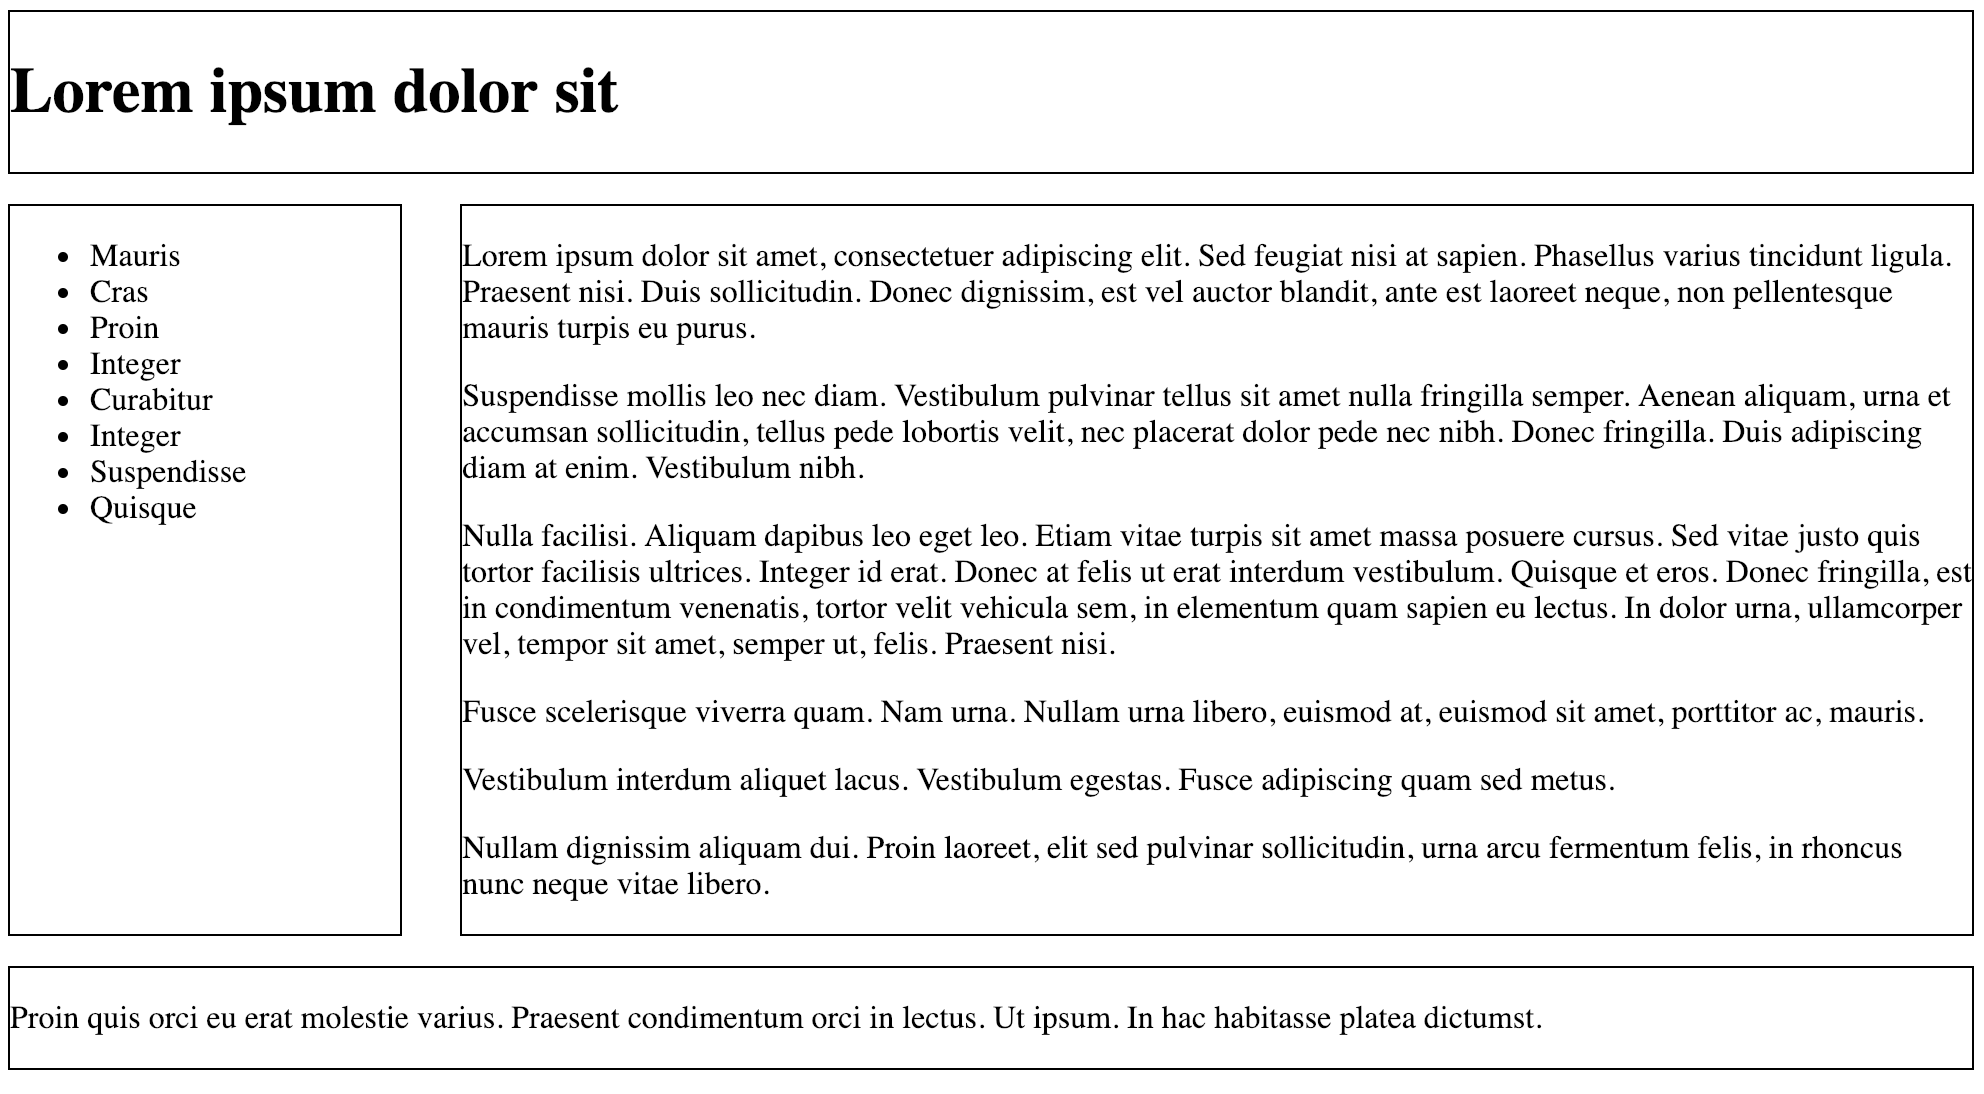 Lorem ipsum dolor sit
Mauris
Cras
Proin
Integer
Curabitur
Integer
Suspendisse
Quisque
Lorem ipsum dolor sit amet, consectetuer adipiscing elit. Sed feugiat nisi at sapien. Phasellus varius tincidunt ligula.
Praesent nisi. Duis sollicitudin. Donec dignissim, est vel auctor blandit, ante est laoreet neque, non pellentesque
mauris turpis eu purus.
Suspendisse mollis leo nec diam. Vestibulum pulvinar tellus sit amet nulla fringilla semper. Aenean aliquam, urna et
accumsan sollicitudin, tellus pede lobortis velit, nec placerat dolor pede nec nibh. Donec fringilla. Duis adipiscing
diam at enim. Vestibulum nibh.
Nulla facilisi. Aliquam dapibus leo eget leo. Etiam vitae turpis sit amet massa posuere cursus. Sed vitae justo quis
tortor facilisis ultrices. Integer id erat. Donec at felis ut erat interdum vestibulum. Quisque et eros. Donec fringilla, est
in condimentum venenatis, tortor velit vehicula sem, in elementum quam sapien eu lectus. In dolor urna, ullamcorper
vel, tempor sit amet, semper ut, felis. Praesent nisi.
Fusce scelerisque viverra quam. Nam urna. Nullam urna libero, euismod at, euismod sit amet, porttitor ac, mauris.
Vestibulum interdum aliquet lacus. Vestibulum egestas. Fusce adipiscing quam sed metus.
Nullam dignissim aliquam dui. Proin laoreet, elit sed pulvinar sollicitudin, urna arcu fermentum felis, in rhoncus
nunc neque vitae libero.
Proin quis orci eu erat molestie varius. Praesent condimentum orci in lectus. Ut ipsum. In hac habitasse platea dictumst.